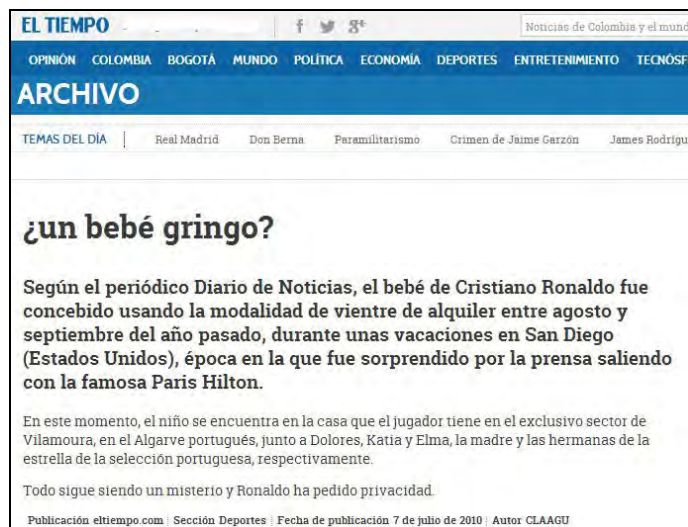 EL TIEMPO
Noticias de Colombia y el mund
OPINIÓN COLOMBIA BOGOTÁ MUNDO POLÍTICA ECONOMÍA DEPORTES ENTRETENIMIENTO TECNÓSF
ARCHIVO
TEMAS DEL DÍA | Real Madrid Don Berna Paramilitarismo Crimen de Jaime Garzón James Rodrígu
¿un bebé gringo?
Según el periódico Diario de Noticias, el bebé de Cristiano Ronaldo fue
concebido usando la modalidad de vientre de alquiler entre agosto y
septiembre del año pasado, durante unas vacaciones en San Diego
(Estados Unidos), época en la que fue sorprendido por la prensa saliendo
con la famosa Paris Hilton.
En este momento, el niño se encuentra en la casa que el jugador tiene en el exclusivo sector de
Vilamoura, en el Algarve portugués, junto a Dolores, Katia y Elma, la madre y las hermanas de la
estrella de la selección portuguesa, respectivamente.
Todo sigue siendo un misterio y Ronaldo ha pedido privacidad.
Publicación eltiempo.com | Sección Deportes | Fecha de publicación 7 de julio de 2010 | Autor CLAAGU